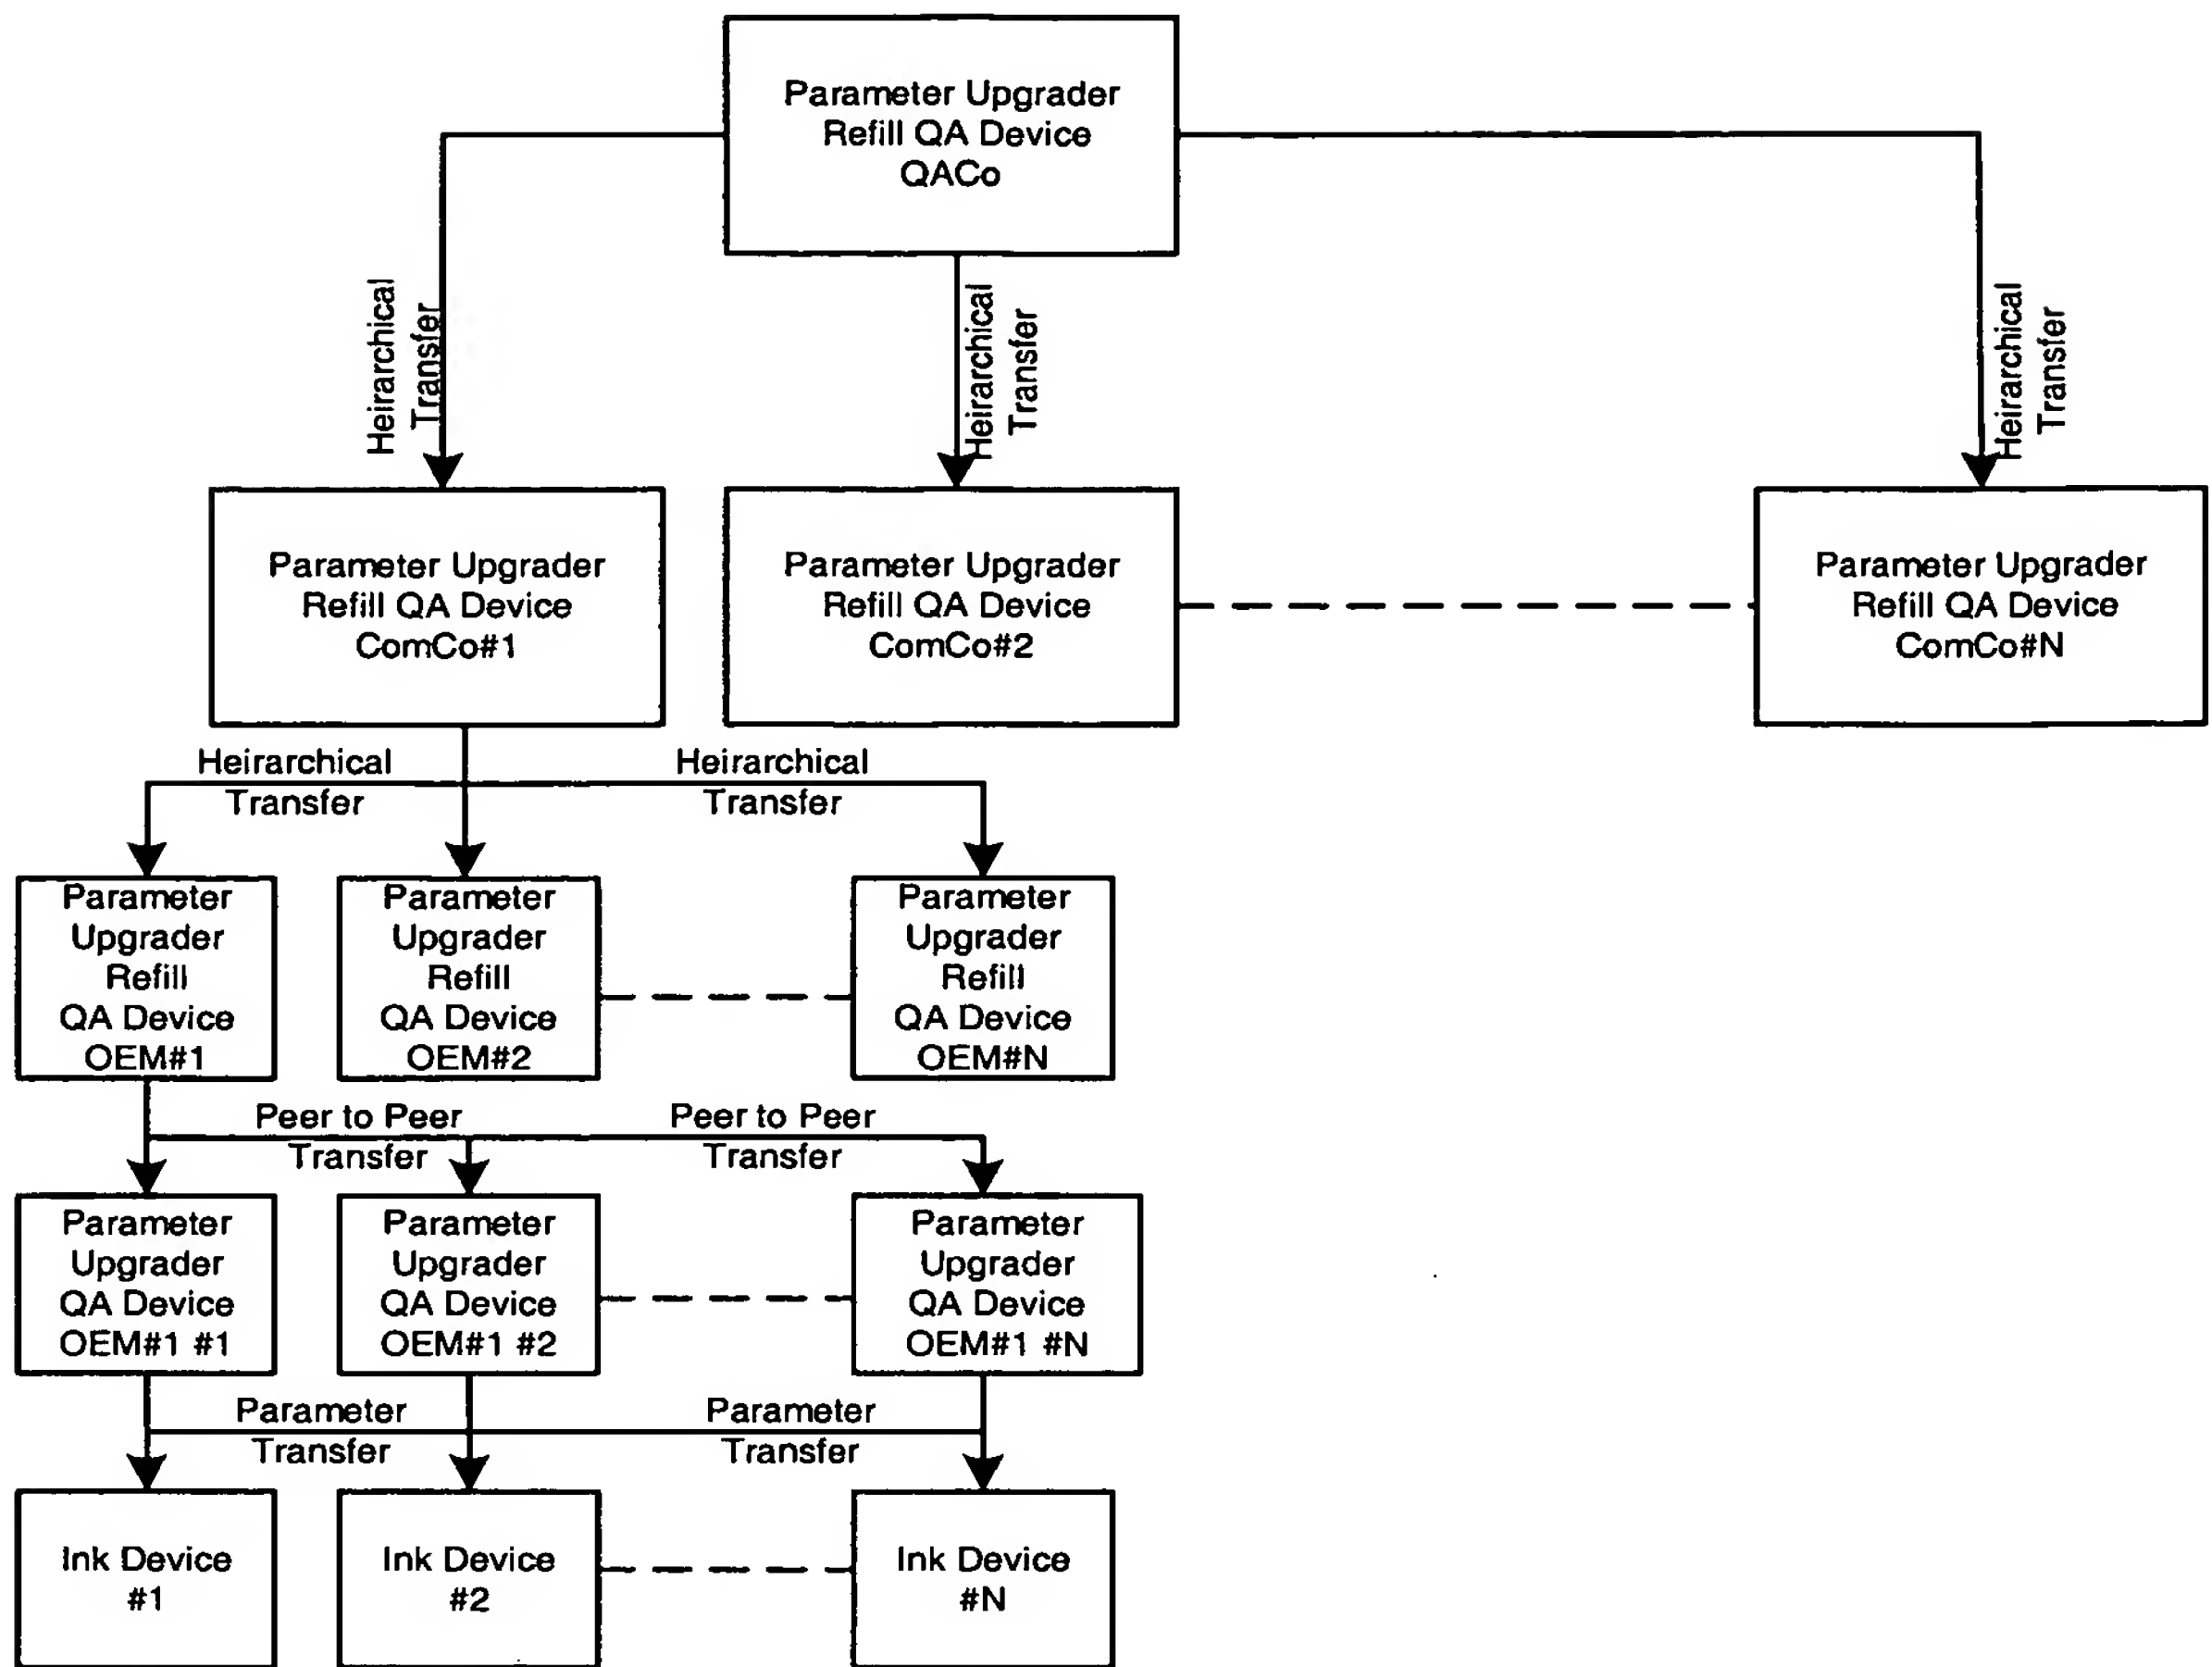 Parameter Upgrader
Refill QA Device
QACo
Heirarchical
Transfer
Heirarchical
Transfer
Heirarchical
Transfer
Parameter Upgrader
Refill QA Device
ComCo#1
Parameter Upgrader
Refill QA Device
ComCo#2
Parameter Upgrader
Refill QA Device
ComCo#N
Heirarchical
Transfer
Heirarchical
Transfer
Parameter
Upgrader
Refill
QA Device
OEM#1
Parameter
Upgrader
Refill
QA Device
OEM#2
Parameter
Upgrader
Refill
QA Device
OEM#N
Peer to Peer
Transfer
Peer to Peer
Transfer
Parameter
Upgrader
QA Device
OEM#1 #1
Parameter
Upgrader
QA Device
OEM#1 #2
Parameter
Upgrader
QA Device
OEM#1 #N
Parameter
Transfer
Parameter
Transfer
Ink Device
#1
Ink Device
#2
Ink Device
#N